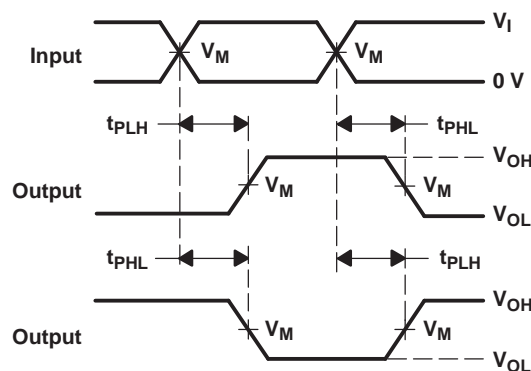 V_I
Input V_M V_M
0 V
t_PLH t_PHL
V_OH
Output V_M V_M
V_OL
t_PHL t_PLH
V_OH
Output V_M V_M
V_OL